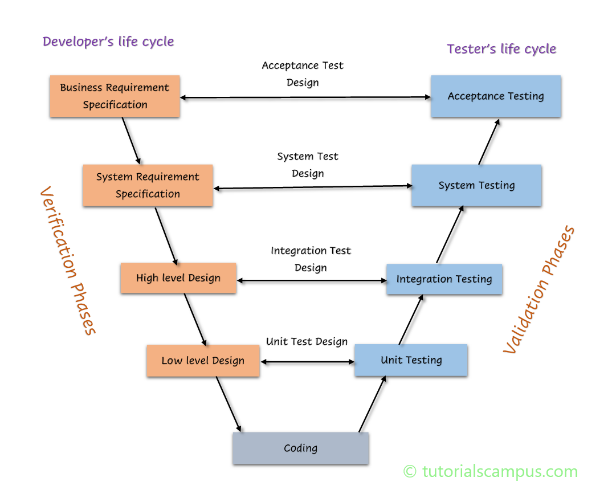 Developer's life cycle
Tester's life cycle
Acceptance Test
Design
Business Requirement
Specification
Acceptance Testing
System Test
Design
System Requirement
Specification
System Testing
Verification Phases
Validation Phases
Integration Test
Design
High level Design
Integration Testing
Unit Test Design
Low level Design
Unit Testing
Coding
© tutorialscampus.com